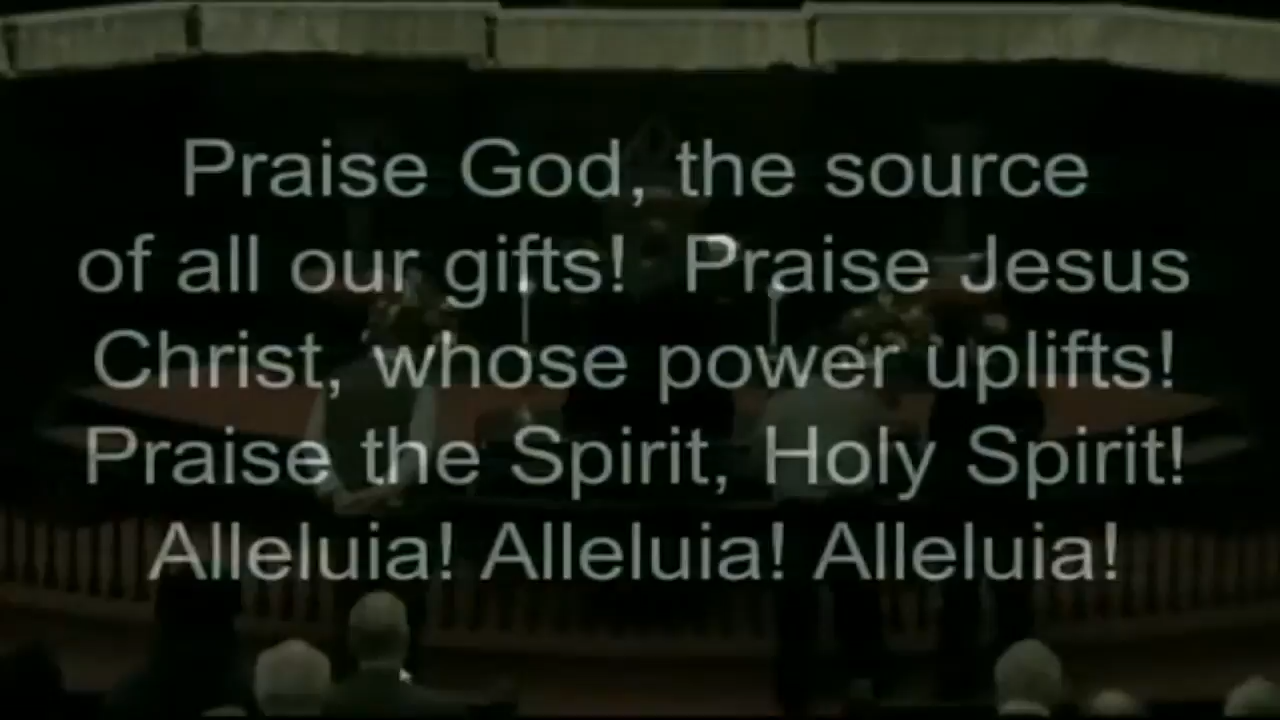 Praise God, the source
of all our gifts!  Praise Jesus
Christ, whose power uplifts!
Praise the Spirit, Holy Spirit!
Alleluia! Alleluia! Alleluia!